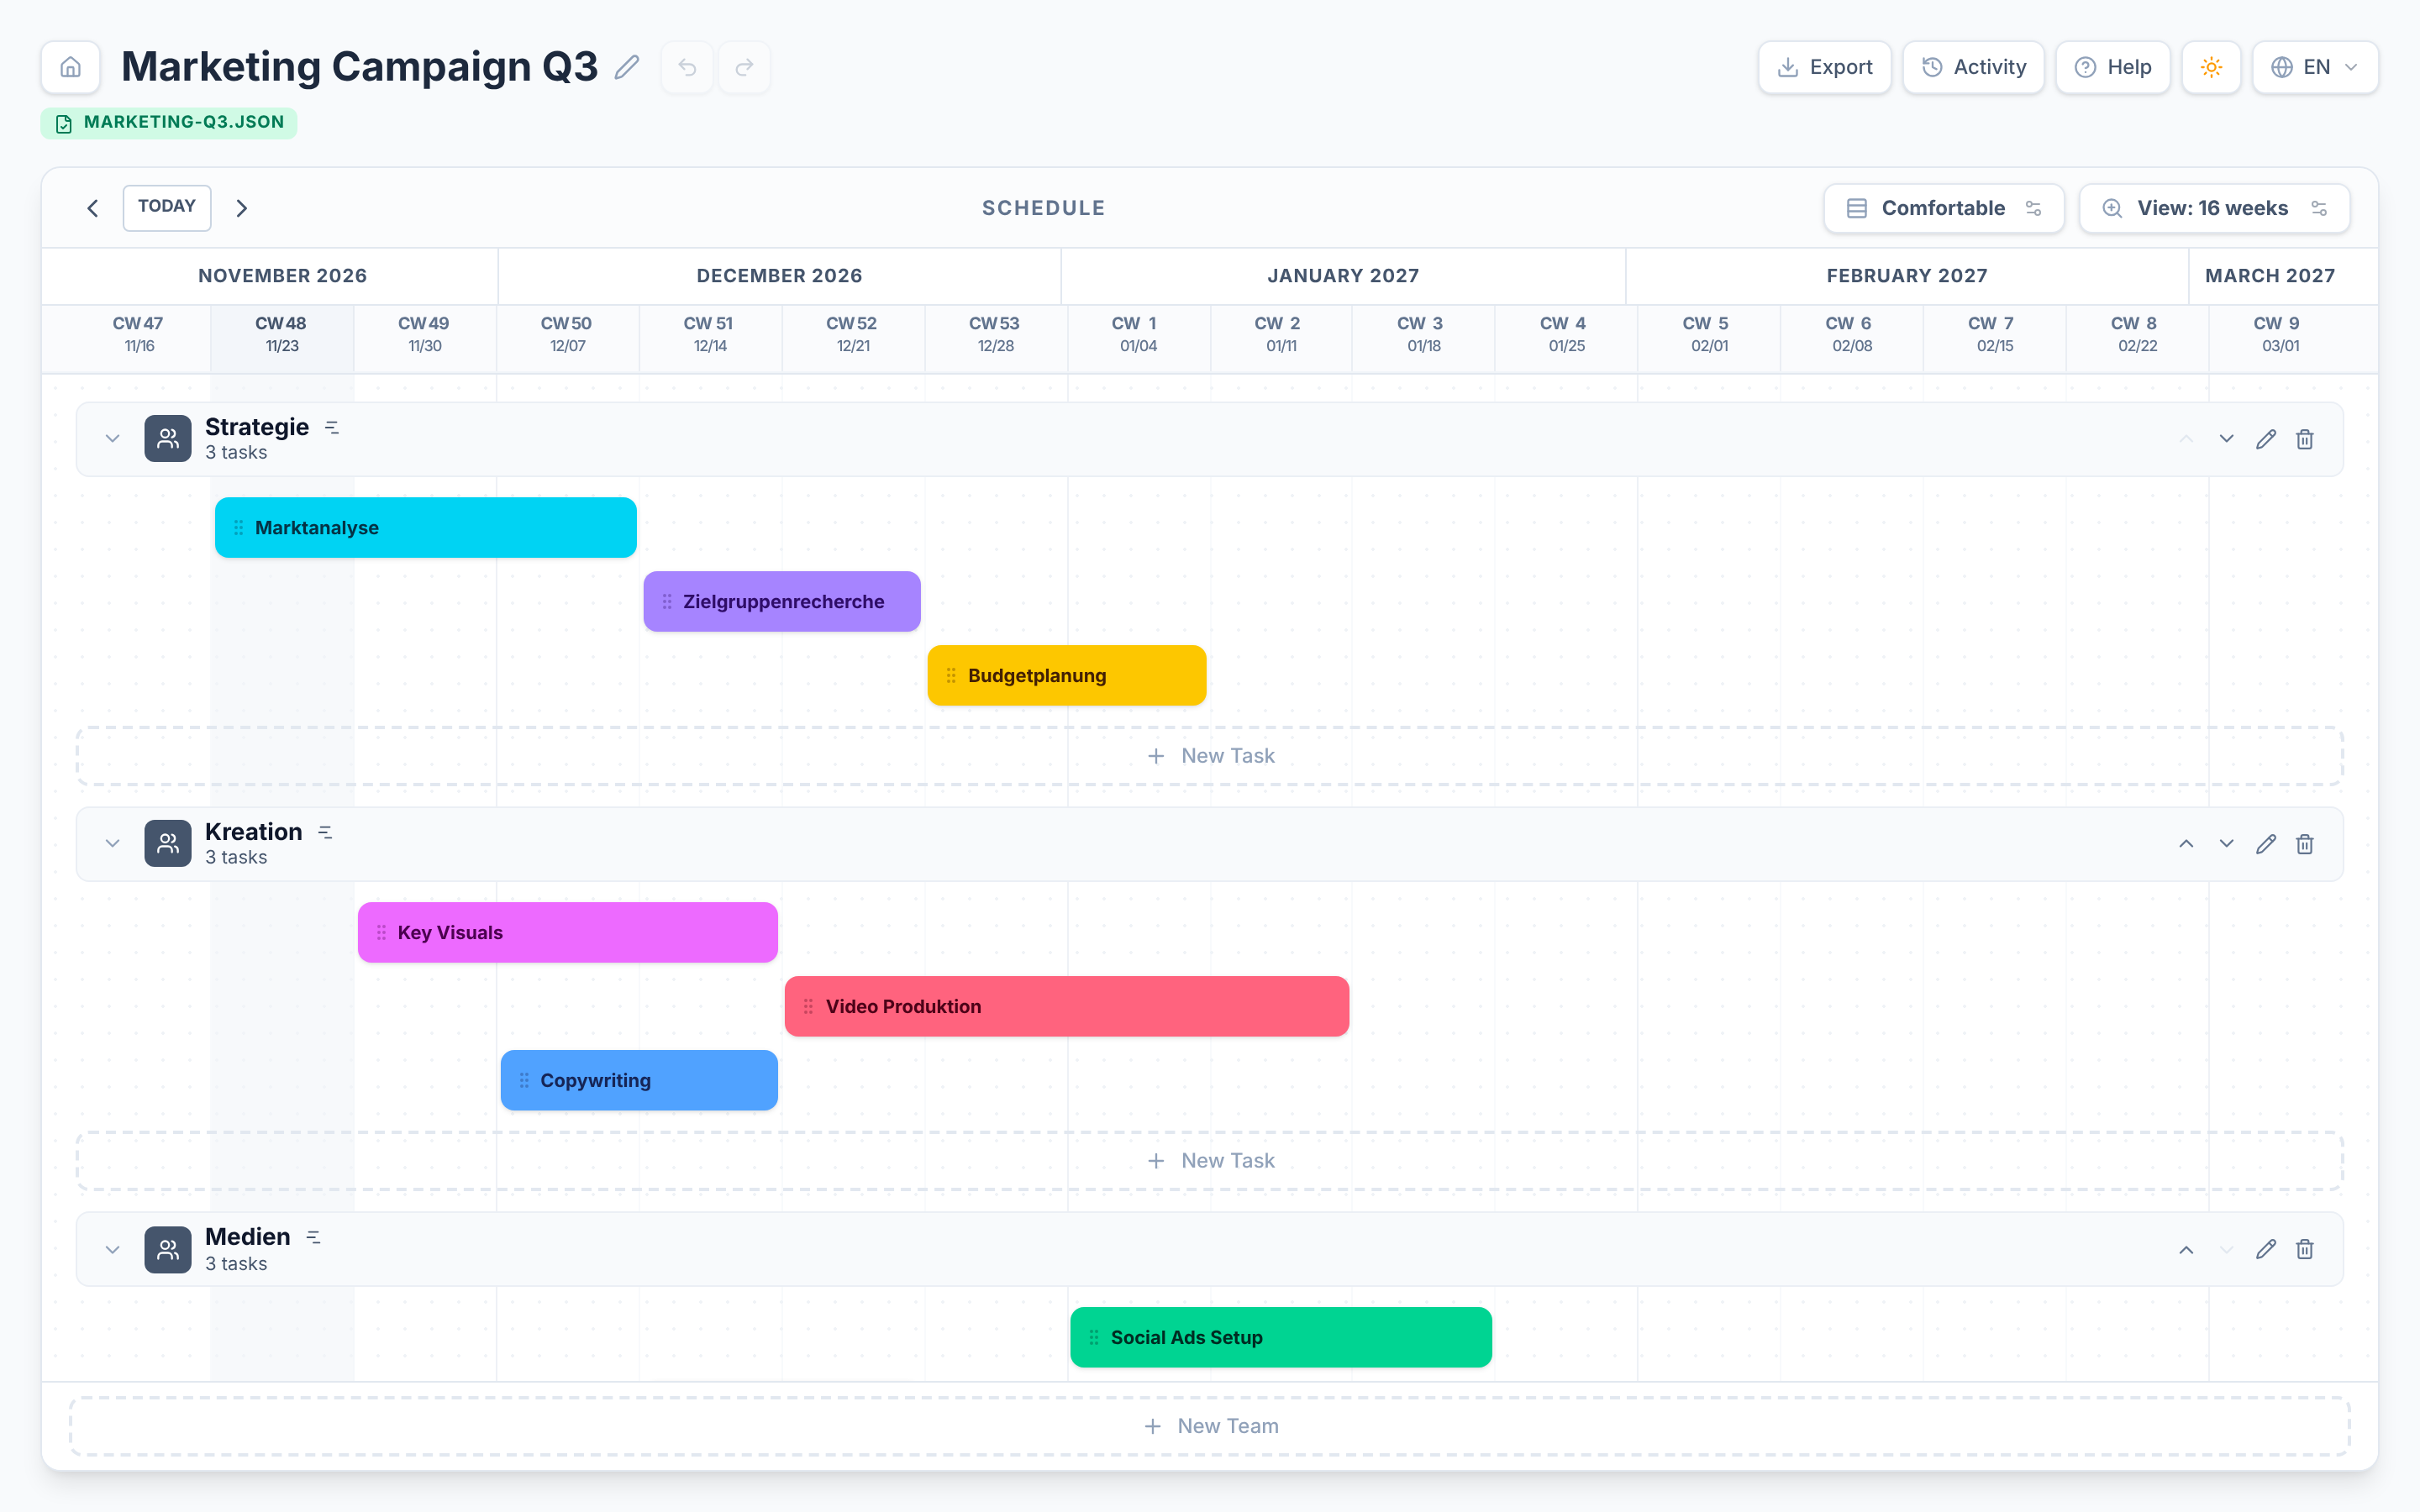 Marketing Campaign Q3
Export
Activity
Help
EN
MARKETING-Q3.JSON
TODAY
SCHEDULE
Comfortable
View: 16 weeks
NOVEMBER 2026
DECEMBER 2026
JANUARY 2027
FEBRUARY 2027
MARCH 2027
CW 47
11/16
CW 48
11/23
CW 49
11/30
CW 50
12/07
CW 51
12/14
CW 52
12/21
CW 53
12/28
CW 1
01/04
CW 2
01/11
CW 3
01/18
CW 4
01/25
CW 5
02/01
CW 6
02/08
CW 7
02/15
CW 8
02/22
CW 9
03/01
Strategie
3 tasks
Marktanalyse
Zielgruppenrecherche
Budgetplanung
New Task
Kreation
3 tasks
Key Visuals
Video Produktion
Copywriting
New Task
Medien
3 tasks
Social Ads Setup
New Team